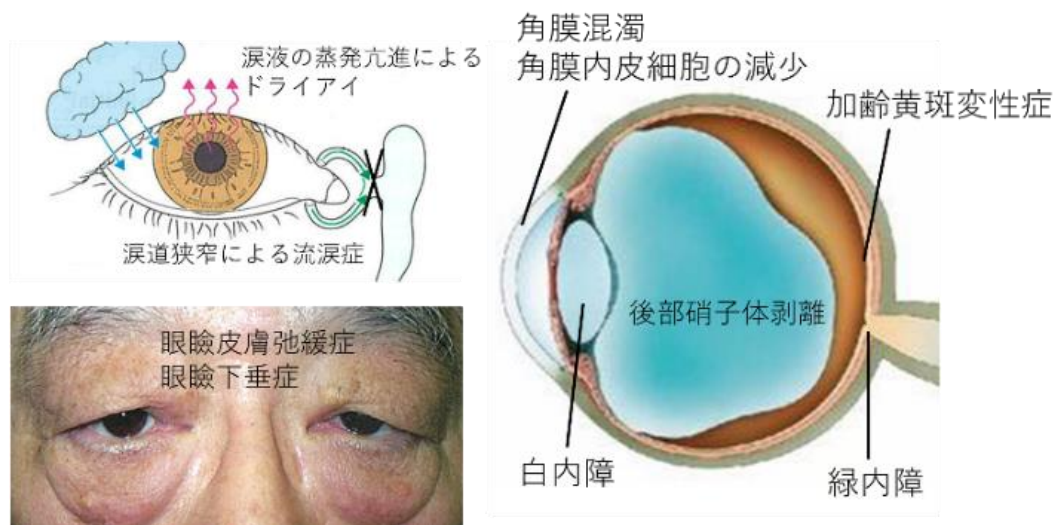 涙液の蒸発亢進による
ドライアイ
涙道狭窄による流涙症
眼瞼皮膚弛緩症
眼瞼下垂症
角膜混濁
角膜内皮細胞の減少
加齢黄斑変性症
後部硝子体剥離
白内障
緑内障